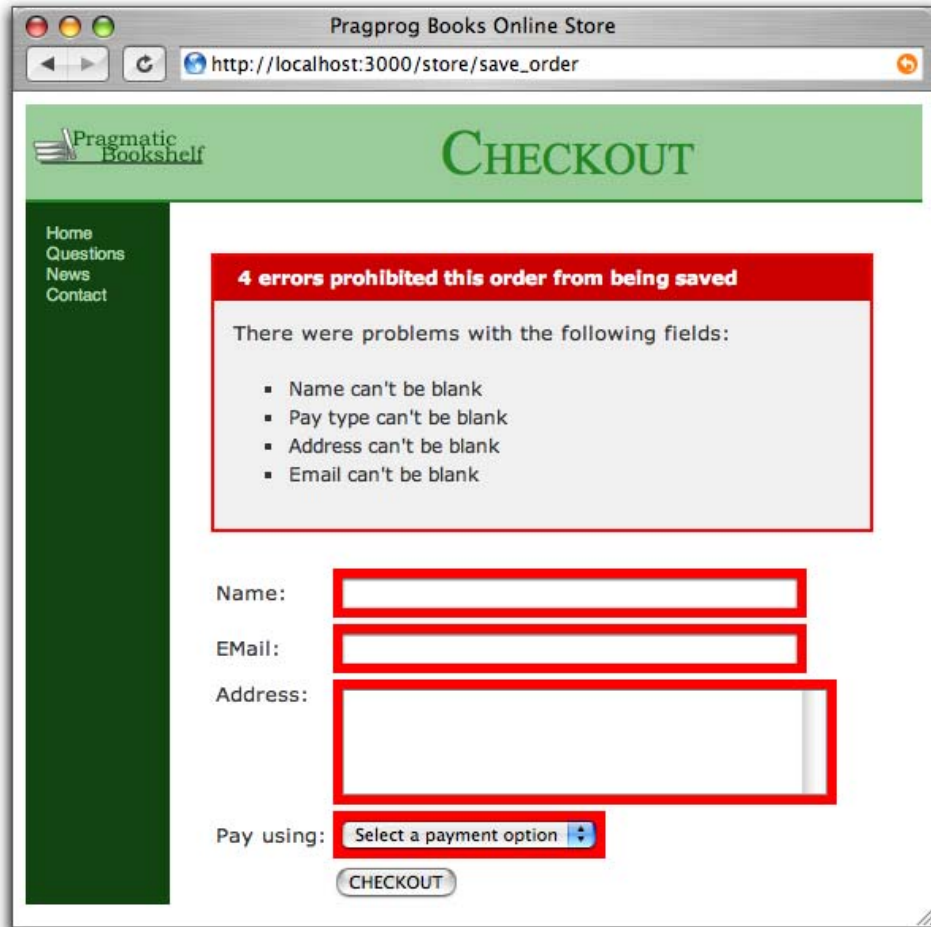 Pragprog Books Online Store
http://localhost:3000/store/save_order
Pragmatic
Bookshelf
CHECKOUT
Home
Questions
News
Contact
4 errors prohibited this order from being saved
There were problems with the following fields:
Name can't be blank
Pay type can't be blank
Address can't be blank
Email can't be blank
Name:
EMail:
Address:
Pay using: Select a payment option
CHECKOUT